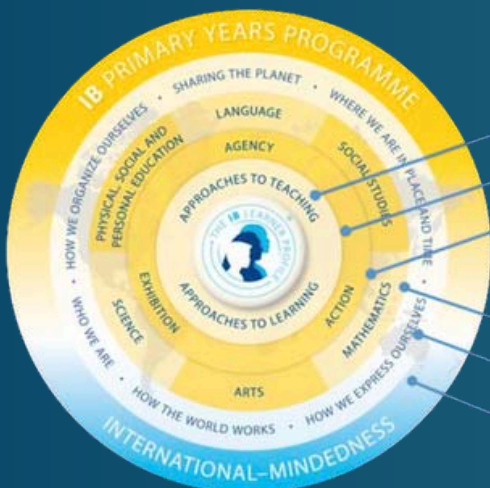 IB PRIMARY YEARS PROGRAMME
SHARING THE PLANET
WHERE WE ARE IN PLACE AND TIME
HOW WE EXPRESS OURSELVES
HOW THE WORLD WORKS
WHO WE ARE
HOW WE ORGANIZE OURSELVES
LANGUAGE
SOCIAL STUDIES
MATHEMATICS
ARTS
SCIENCE
PHYSICAL, SOCIAL AND
PERSONAL EDUCATION
AGENCY
ACTION
EXHIBITION
APPROACHES TO TEACHING
APPROACHES TO LEARNING
THE IB LEARNER PROFILE
INTERNATIONAL-MINDEDNESS